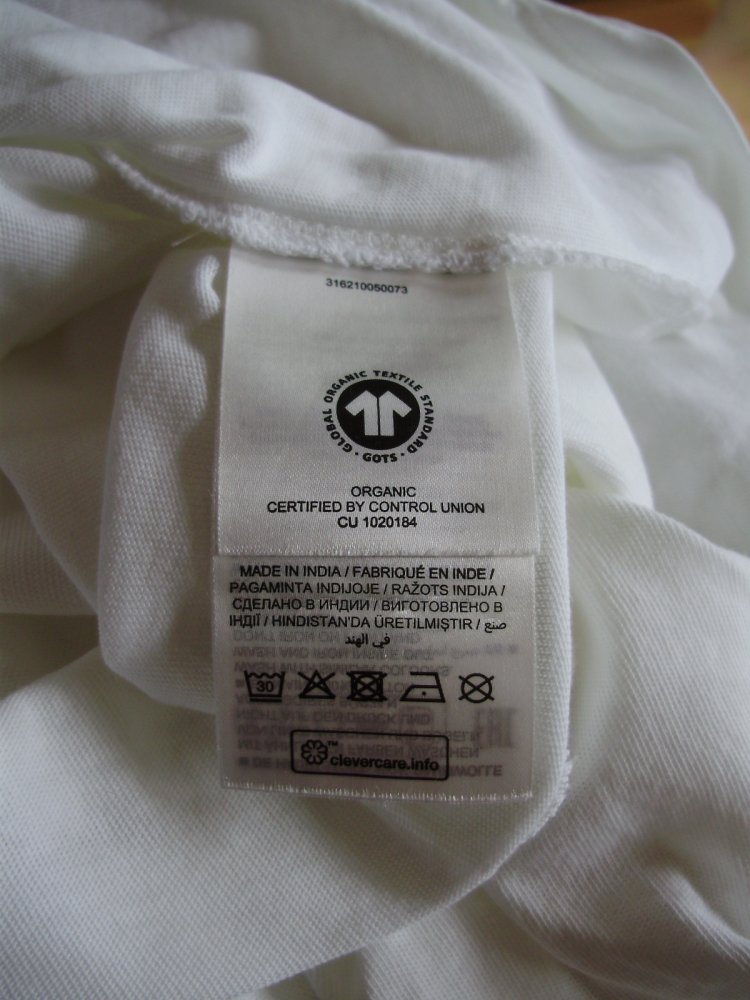 316210050073
GLOBAL ORGANIC TEXTILE STANDARD
· GOTS ·
ORGANIC
CERTIFIED BY CONTROL UNION
CU 1020184
MADE IN INDIA / FABRIQUÉ EN INDE /
PAGAMINTA INDIJOJE / RAŽOTS INDIJA /
СДЕЛАНО В ИНДИИ / ВИГОТОВЛЕНО В
ІНДІЇ / HINDISTAN'DA ÜRETILMIŞTIR / صنع
في الهند
30
™
clevercare.info